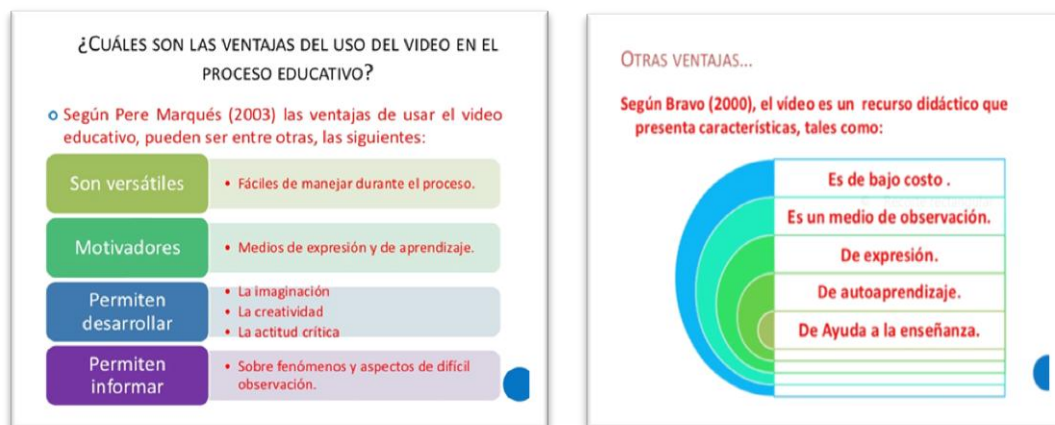 ¿CUÁLES SON LAS VENTAJAS DEL USO DEL VIDEO EN EL
PROCESO EDUCATIVO?
Según Pere Marqués (2003) las ventajas de usar el video
educativo, pueden ser entre otras, las siguientes:
Son versátiles
• Fáciles de manejar durante el proceso.
Motivadores
• Medios de expresión y de aprendizaje.
Permiten
desarrollar
• La imaginación
• La creatividad
• La actitud crítica
Permiten
informar
• Sobre fenómenos y aspectos de difícil
observación.
OTRAS VENTAJAS...
Según Bravo (2000), el vídeo es un recurso didáctico que
presenta características, tales como:
Es de bajo costo .
Es un medio de observación.
De expresión.
De autoaprendizaje.
De Ayuda a la enseñanza.